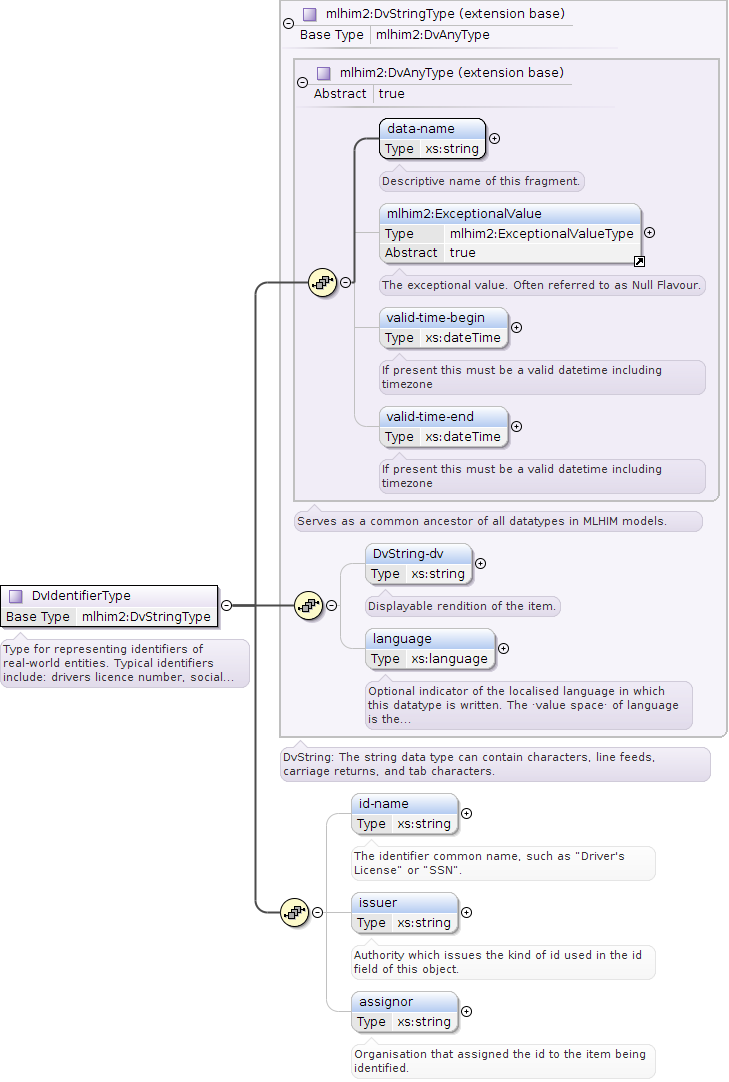 mlhim2:DvStringType (extension base)
Base Type mlhim2:DvAnyType
mlhim2:DvAnyType (extension base)
Abstract true
data-name
Type xs:string
Descriptive name of this fragment.
mlhim2:ExceptionalValue
Type mlhim2:ExceptionalValueType
Abstract true
The exceptional value. Often referred to as Null Flavour.
valid-time-begin
Type xs:dateTime
If present this must be a valid datetime including
timezone
valid-time-end
Type xs:dateTime
If present this must be a valid datetime including
timezone
Serves as a common ancestor of all datatypes in MLHIM models.
DvString-dv
Type xs:string
Displayable rendition of the item.
DvIdentifierType
Base Type mlhim2:DvStringType
Type for representing identifiers of
real-world entities. Typical identifiers
include: drivers licence number, social...
language
Type xs:language
Optional indicator of the localised language in which
this datatype is written. The ·value space· of language
is the...
DvString: The string data type can contain characters, line feeds,
carriage returns, and tab characters.
id-name
Type xs:string
The identifier common name, such as “Driver's
License” or “SSN”.
issuer
Type xs:string
Authority which issues the kind of id used in the id
field of this object.
assignor
Type xs:string
Organisation that assigned the id to the item being
identified.